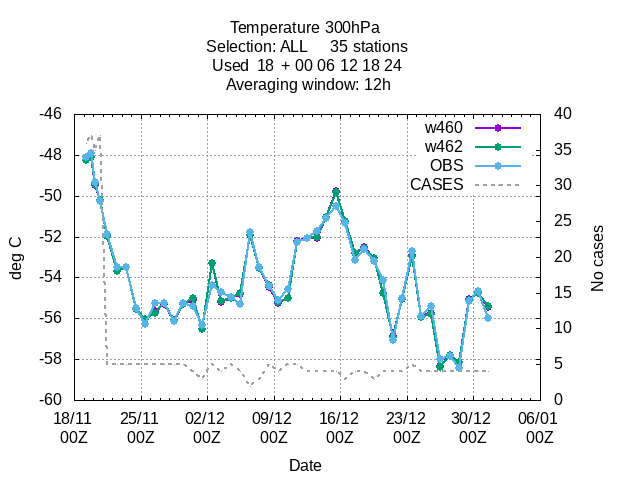 Temperature 300hPa
Selection: ALL 35 stations
Used 18 + 00 06 12 18 24
Averaging window: 12h
-46
-48
-50
-52
-54
-56
-58
-60
deg C
40
35
30
25
20
15
10
5
0
No cases
w460
w462
OBS
CASES
18/11 25/11 02/12 09/12 16/12 23/12 30/12 06/01
00Z 00Z 00Z 00Z 00Z 00Z 00Z 00Z
Date